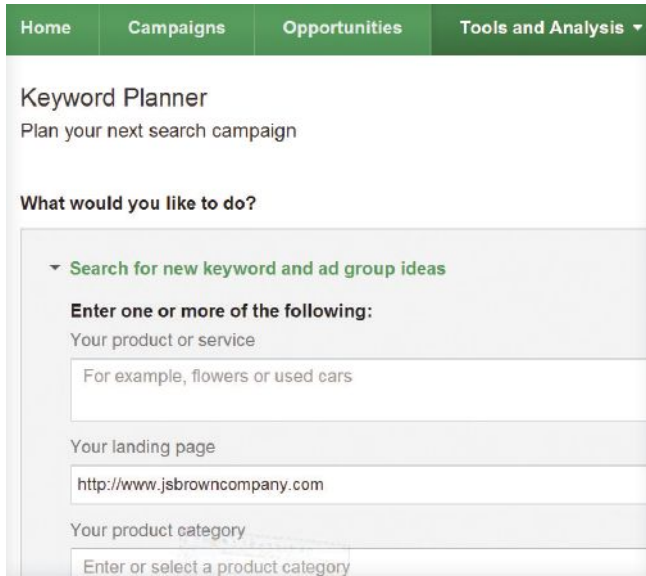 Home Campaigns Opportunities Tools and Analysis
Keyword Planner
Plan your next search campaign
What would you like to do?
Search for new keyword and ad group ideas
Enter one or more of the following:
Your product or service
For example, flowers or used cars
Your landing page
http://www.jsbrowncompany.com
Your product category
Enter or select a product category